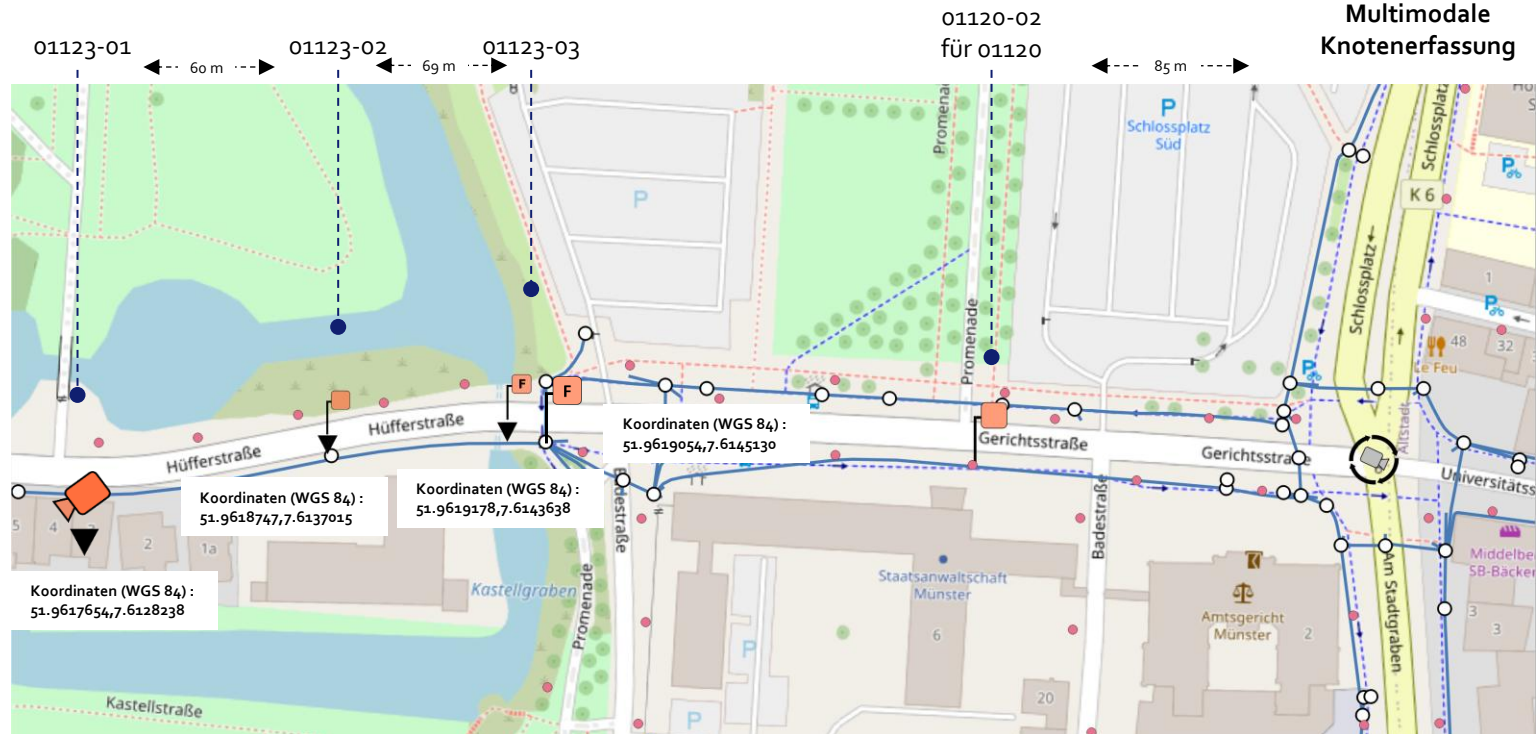 Multimodale
Knotenerfassung
01120-02
für 01120
01123-01
01123-02
01123-03
60 m
69 m
85 m
Promenade
Schlossplatz
P
Schlossplatz
Süd
P
K 6
P
Schlossplatz
1
P
48
32
Le Feu
P
Promenade
Altstadt
Hüfferstraße
Hüfferstraße
F
F
Koordinaten (WGS 84) :
51.9619054,7.6145130
Gerichtsstraße
Gerichtsstraße
Koordinaten (WGS 84) :
51.9618747,7.6137015
Koordinaten (WGS 84) :
51.9619178,7.6143638
Badestraße
Badestraße
5
4
2
1a
Koordinaten (WGS 84) :
51.9617654,7.6128238
Kastellgraben
Promenade
Staatsanwaltschaft
Münster
6
P
Amtsgericht
Münster
2
Am Stadtgraben
SB-Bäcker
3
3
Kastellstraße
P
20